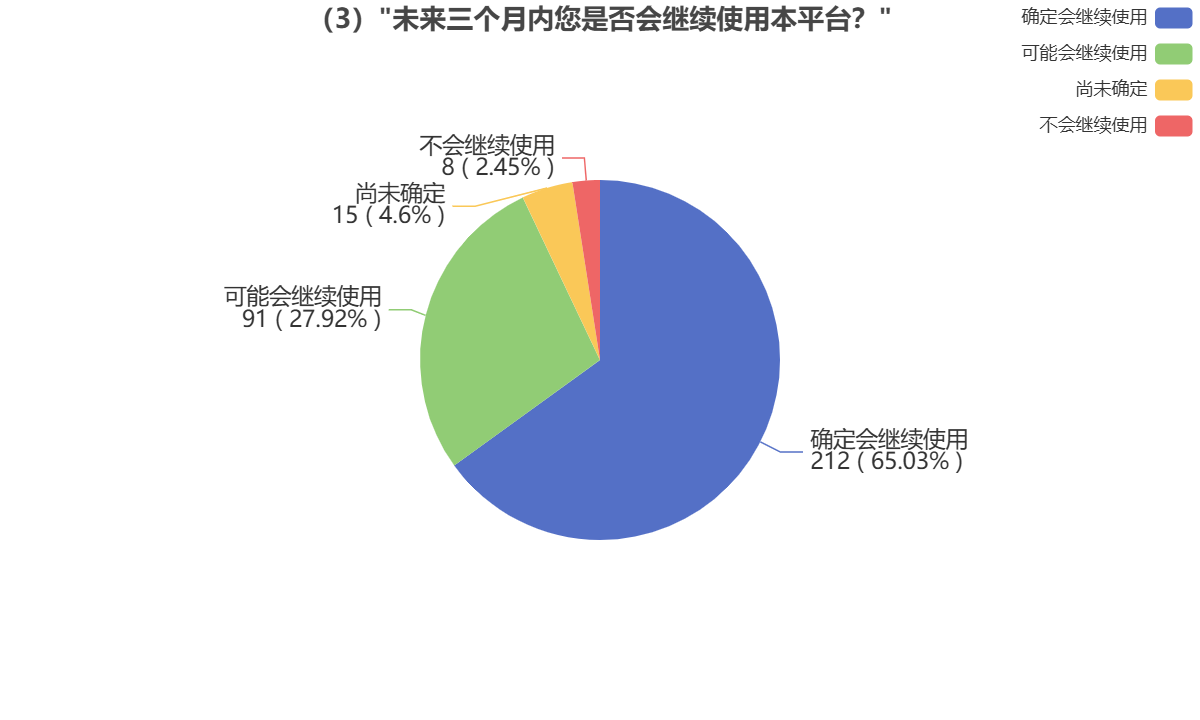 （3）"未来三个月内您是否会继续使用本平台？"
确定会继续使用
可能会继续使用
尚未确定
不会继续使用
不会继续使用
8 ( 2.45% )
尚未确定
15 ( 4.6% )
可能会继续使用
91 ( 27.92% )
确定会继续使用
212 ( 65.03% )